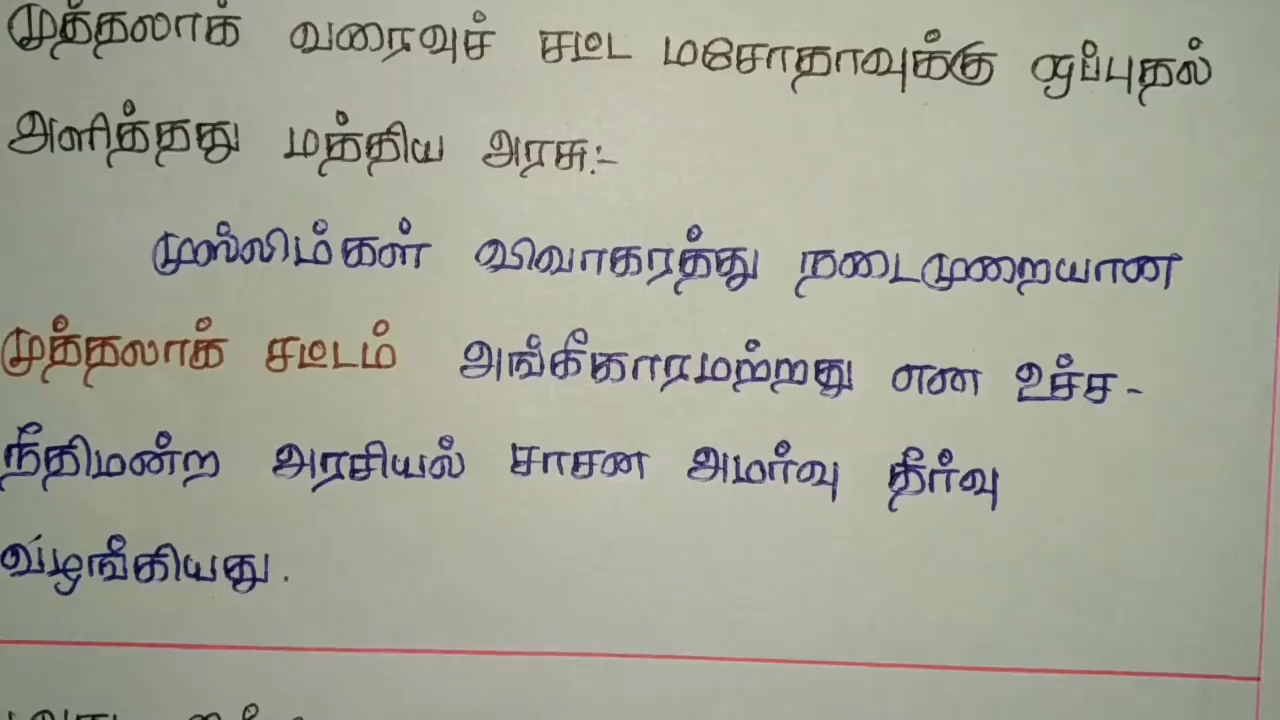 முத்தலாக் வரைவுச் சட்ட மசோதாவுக்கு ஒப்புதல்
அளித்தது மத்திய அரசு:-
முஸ்லிம்கள் விவாகரத்து நடைமுறையான
முத்தலாக் சட்டம் அங்கீகாரமற்றது என உச்ச-
நீதிமன்ற அரசியல் சாசன அமர்வு தீர்வு
வழங்கியது.